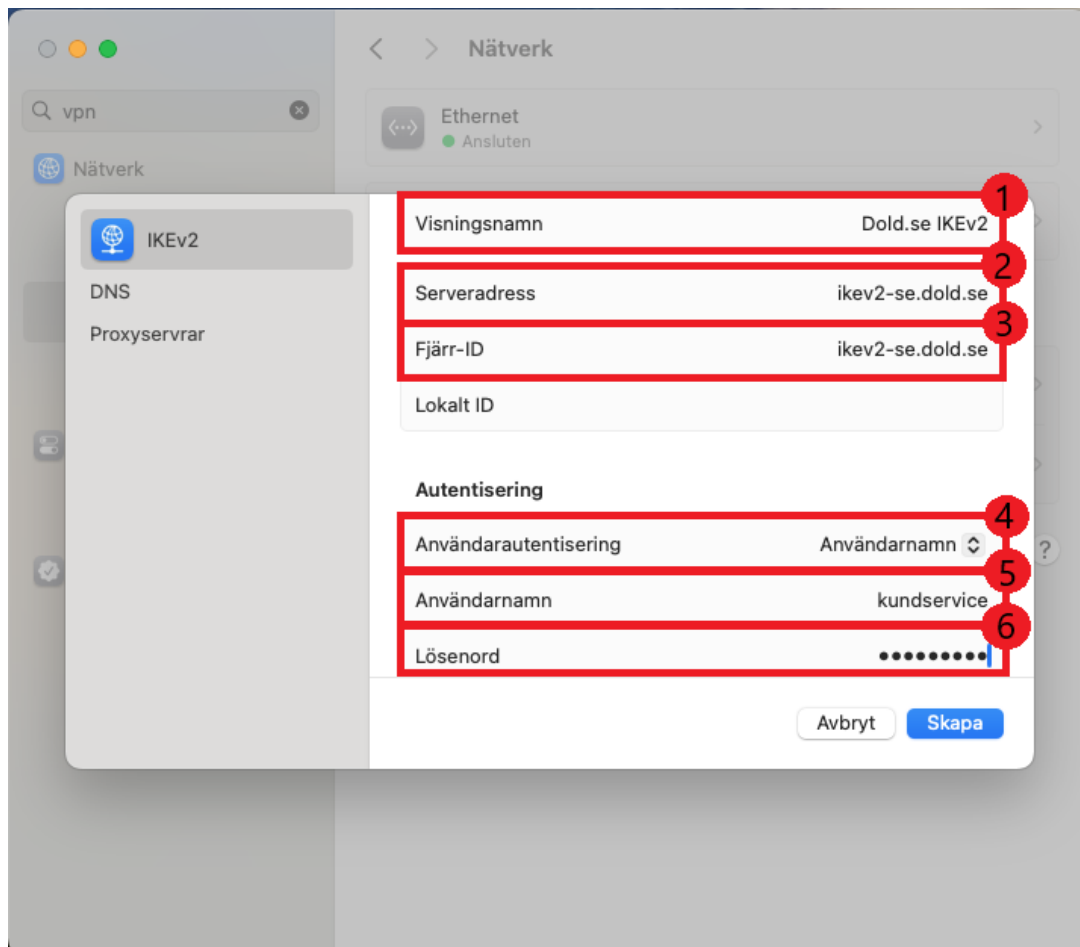 Nätverk
vpn
Ethernet
Ansluten
Nätverk
IKEv2
DNS
Proxyservrar
1
Visningsnamn Dold.se IKEv2
2
Serveradress ikev2-se.dold.se
3
Fjärr-ID ikev2-se.dold.se
Lokalt ID
Autentisering
4
Användarautentisering Användarnamn
?
5
Användarnamn kundservice
6
Lösenord •••••••••
Avbryt Skapa